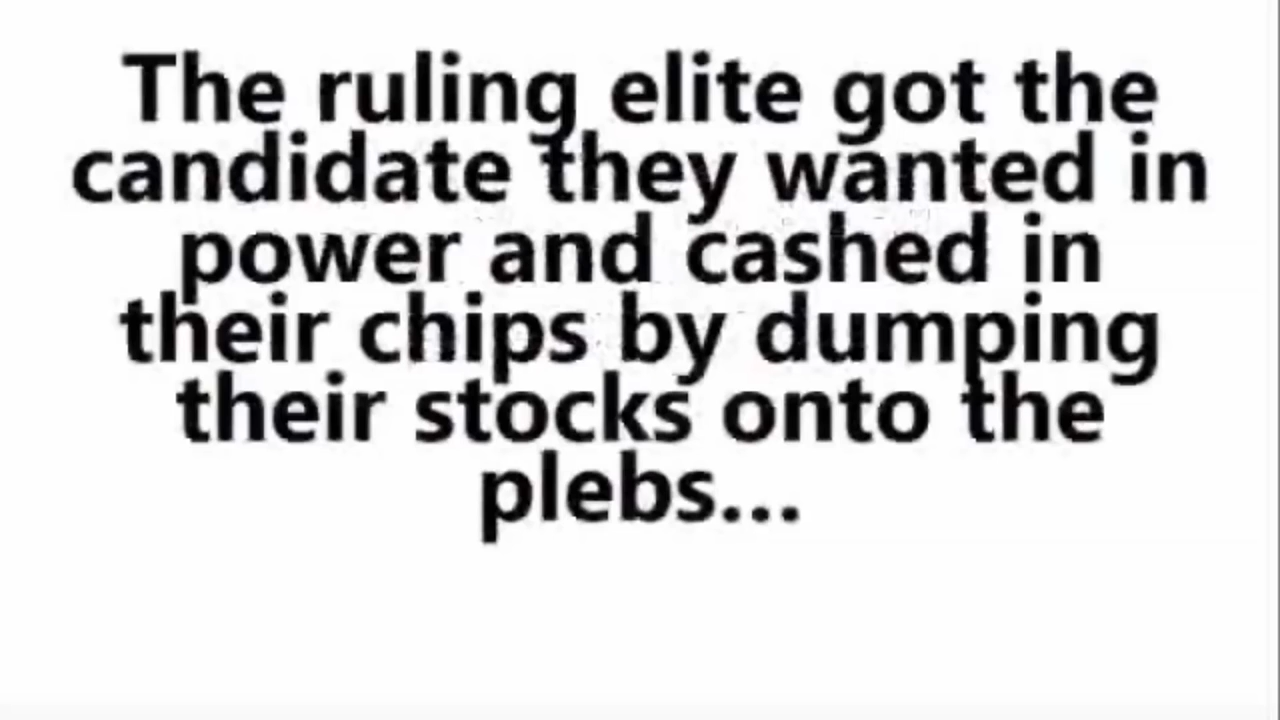 The ruling elite got the
candidate they wanted in
power and cashed in
their chips by dumping
their stocks onto the
plebs...